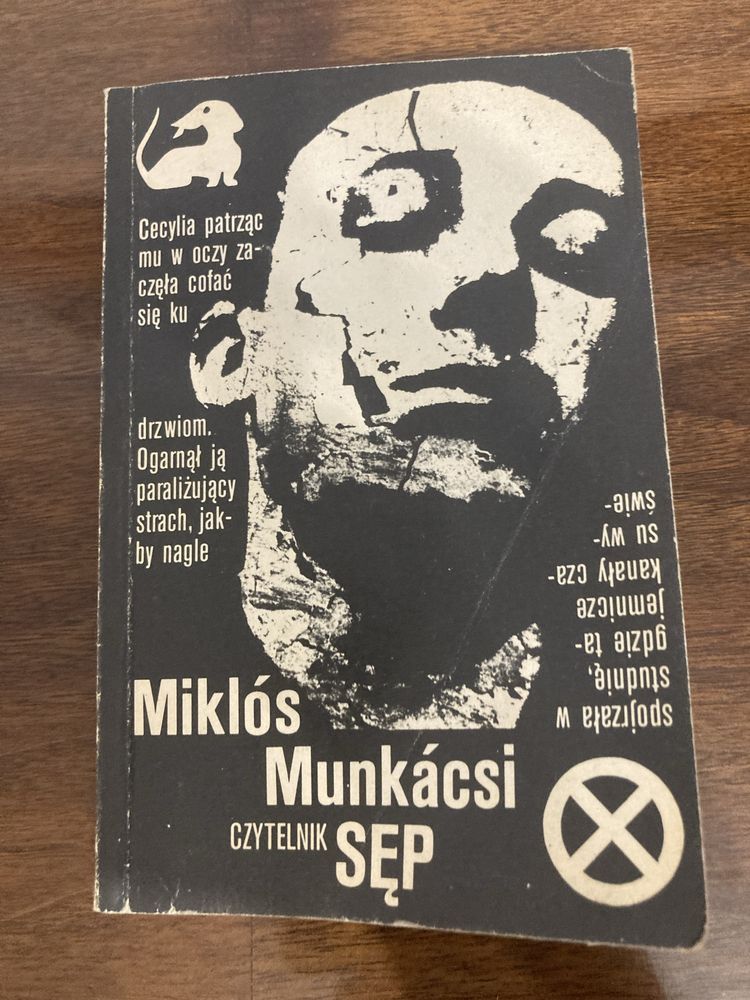 Cecylia patrząc
mu w oczy za-
częła cofać
się ku
drzwiom.
Ogarnął ją
paraliżujący
strach, jak-
by nagle
spojrzała w
studnię,
gdzie ta-
jemnicze
kanały cza-
su wy-
świe-
Miklós
Munkácsi
CZYTELNIK SĘP